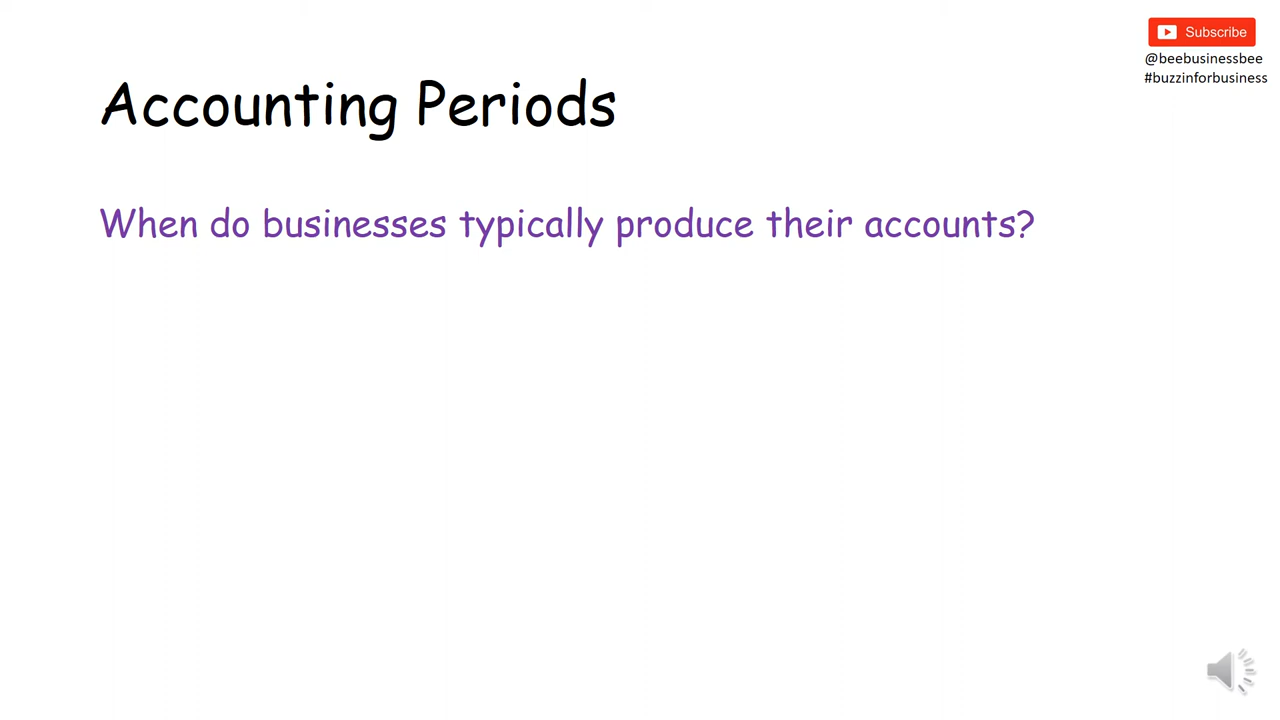 Subscribe
@beebusinessbee
#buzzinforbusiness
Accounting Periods
When do businesses typically produce their accounts?